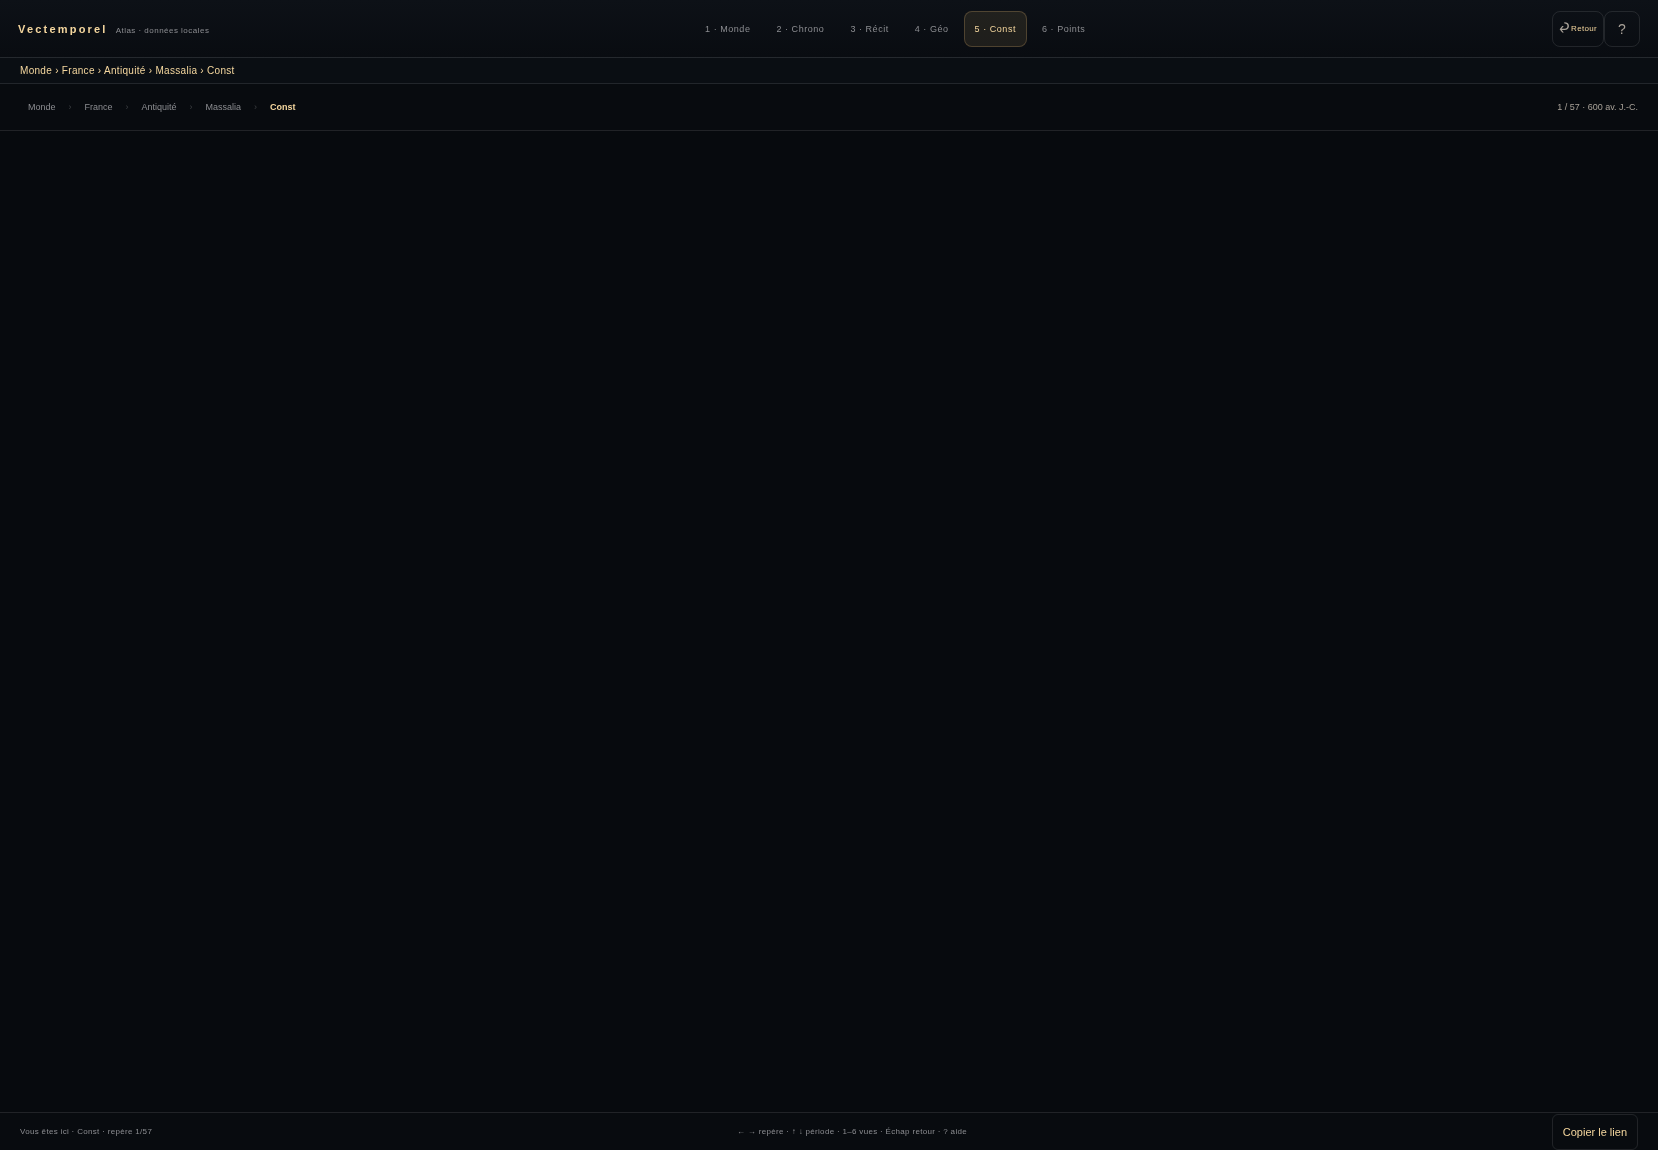 Vectemporel Atlas · données locales 1 · Monde 2 · Chrono 3 · Récit 4 · Géo 5 · Const 6 · Points Retour ?
Monde › France › Antiquité › Massalia › Const
Monde › France › Antiquité › Massalia › Const 1 / 57 · 600 av. J.-C.
Vous êtes ici · Const · repère 1/57 ← → repère · ↑ ↓ période · 1–6 vues · Échap retour · ? aide Copier le lien